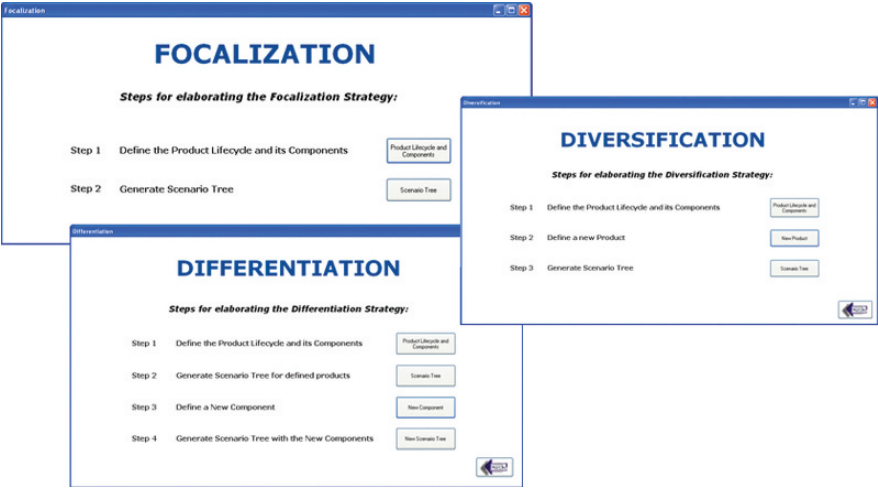 Focalization
FOCALIZATION
Steps for elaborating the Focalization Strategy:
Step 1 Define the Product Lifecycle and its Components
Product Lifecycle and
Components
Step 2 Generate Scenario Tree
Scenario Tree
Diversification
DIVERSIFICATION
Steps for elaborating the Diversification Strategy:
Step 1 Define the Product Lifecycle and its Components
Product Lifecycle and
Components
Step 2 Define a new Product
New Product
Step 3 Generate Scenario Tree
Scenario Tree
Differentiation
DIFFERENTIATION
Steps for elaborating the Differentiation Strategy:
Step 1 Define the Product Lifecycle and its Components
Product Lifecycle and
Components
Step 2 Generate Scenario Tree for defined products
Scenario Tree
Step 3 Define a New Component
New Component
Step 4 Generate Scenario Tree with the New Components
New Scenario Tree